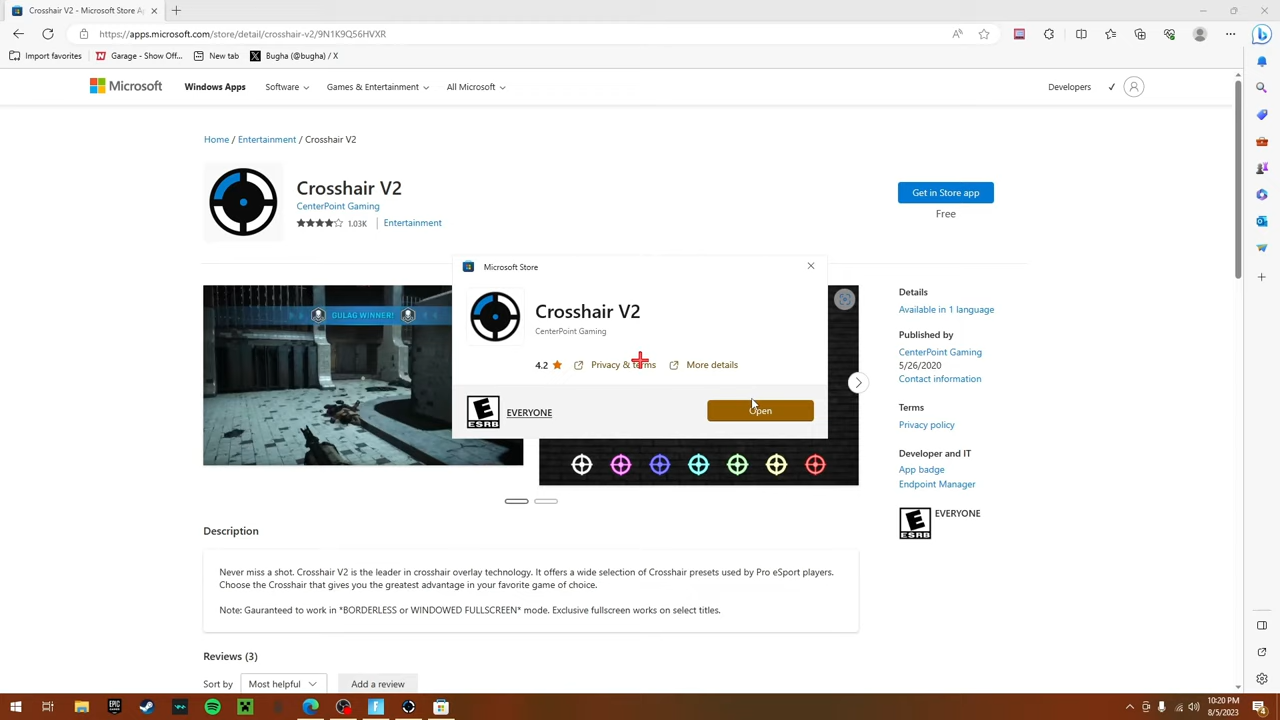 Crosshair V2 - Microsoft Store Ap
https://apps.microsoft.com/store/detail/crosshair-v2/9N1K9Q56HVXR
Import favorites
Garage - Show Off...
New tab
Bugha (@bugha) / X
Microsoft
Windows Apps
Software
Games & Entertainment
All Microsoft
Developers
Home / Entertainment / Crosshair V2
Crosshair V2
CenterPoint Gaming
1.03K
Entertainment
Get in Store app
Free
GULAG WINNER!
Microsoft Store
Crosshair V2
CenterPoint Gaming
4.2
Privacy & terms
More details
ESRB
EVERYONE
Open
Details
Available in 1 language
Published by
CenterPoint Gaming
5/26/2020
Contact information
Terms
Privacy policy
Developer and IT
App badge
Endpoint Manager
ESRB
EVERYONE
Description
Never miss a shot. Crosshair V2 is the leader in crosshair overlay technology. It offers a wide selection of Crosshair presets used by Pro eSport players.
Choose the Crosshair that gives you the greatest advantage in your favorite game of choice.
Note: Gauranteed to work in *BORDERLESS or WINDOWED FULLSCREEN* mode. Exclusive fullscreen works on select titles.
Reviews (3)
Sort by
Most helpful
Add a review
EPIC
10:20 PM
8/5/2023